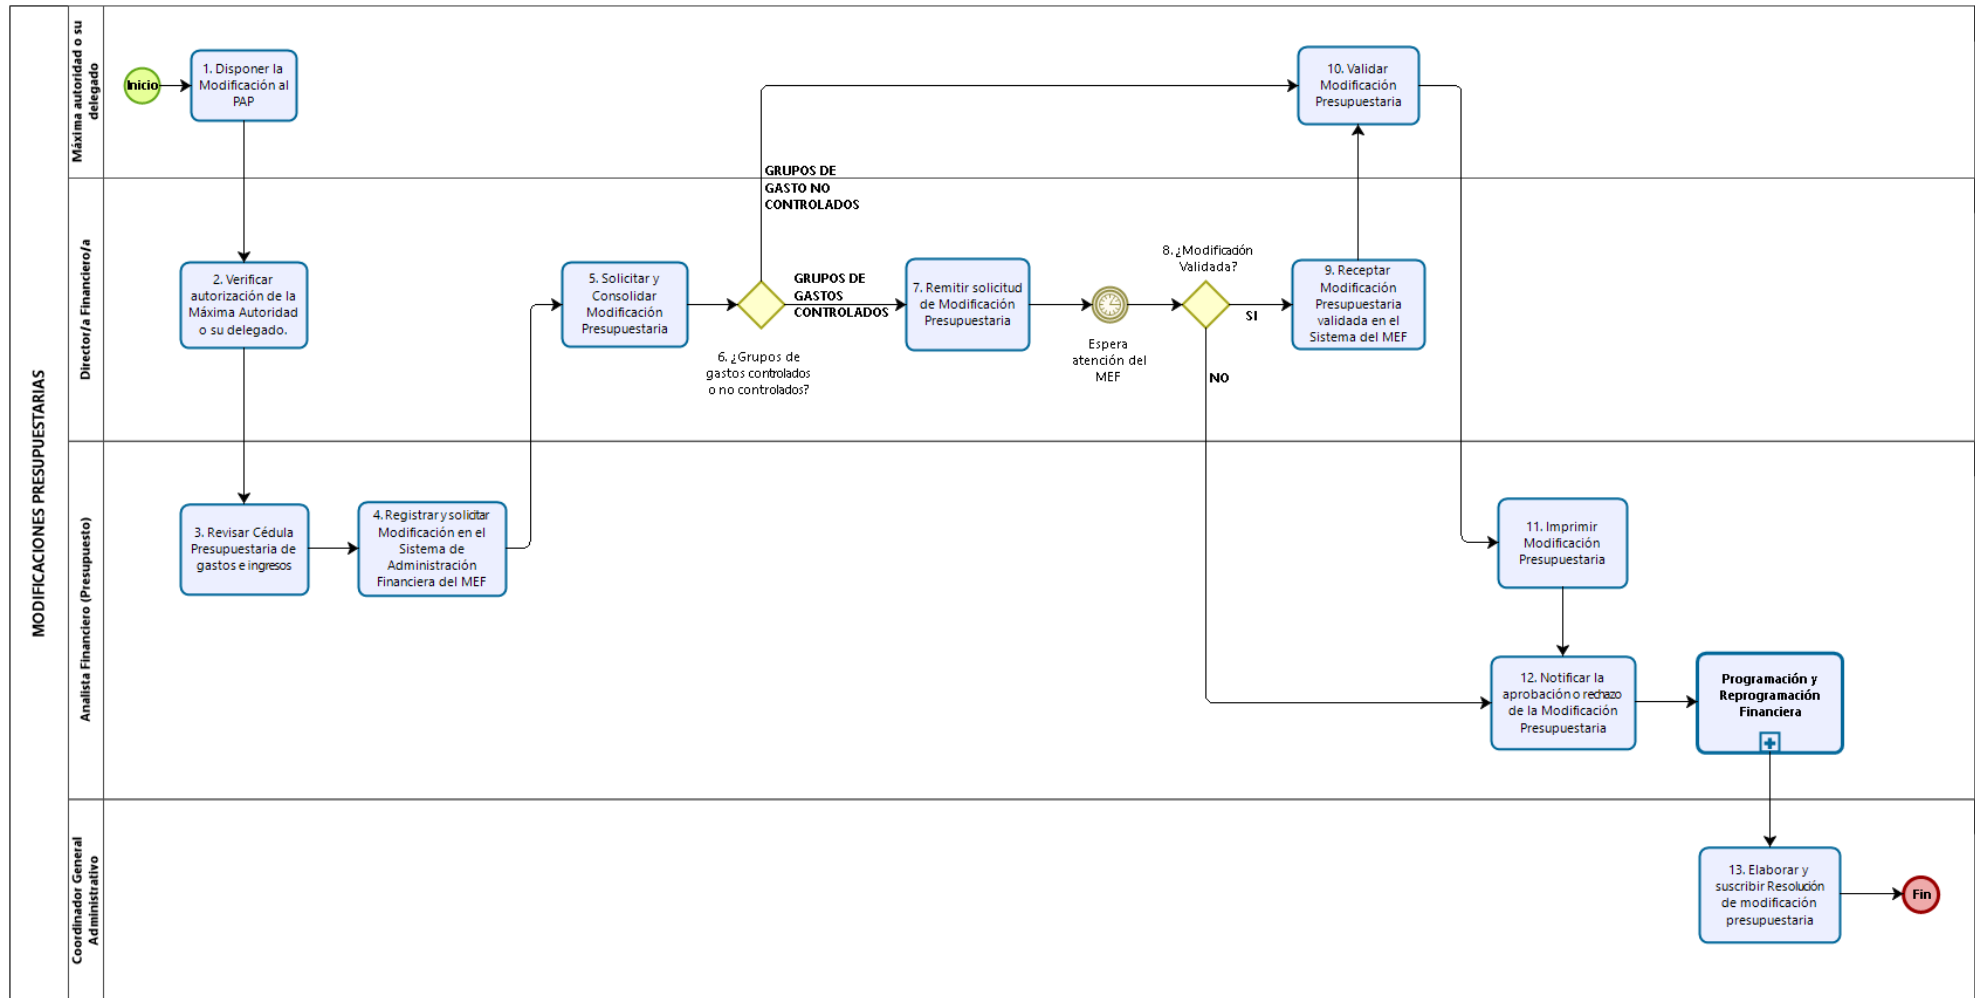 MODIFICACIONES PRESUPUESTARIAS
Máxima autoridad o su
delegado
Inicio
1. Disponer la
Modificación al
PAP
10. Validar
Modificación
Presupuestaria
GRUPOS DE
GASTO NO
CONTROLADOS
Director/a Financiero/a
2. Verificar
autorización de la
Máxima Autoridad
o su delegado.
5. Solicitar y
Consolidar
Modificación
Presupuestaria
6. ¿Grupos de
gastos controlados
o no controlados?
GRUPOS DE
GASTOS
CONTROLADOS
7. Remitir solicitud
de Modificación
Presupuestaria
Espera
atención del
MEF
8. ¿Modificación
Validada?
SI
NO
9. Receptar
Modificación
Presupuestaria
validada en el
Sistema del MEF
Analista Financiero (Presupuesto)
3. Revisar Cédula
Presupuestaria de
gastos e ingresos
4. Registrar y solicitar
Modificación en el
Sistema de
Administración
Financiera del MEF
11. Imprimir
Modificación
Presupuestaria
12. Notificar la
aprobación o rechazo
de la Modificación
Presupuestaria
Programación y
Reprogramación
Financiera
Coordinador General
Administrativo
13. Elaborar y
suscribir Resolución
de modificación
presupuestaria
Fin